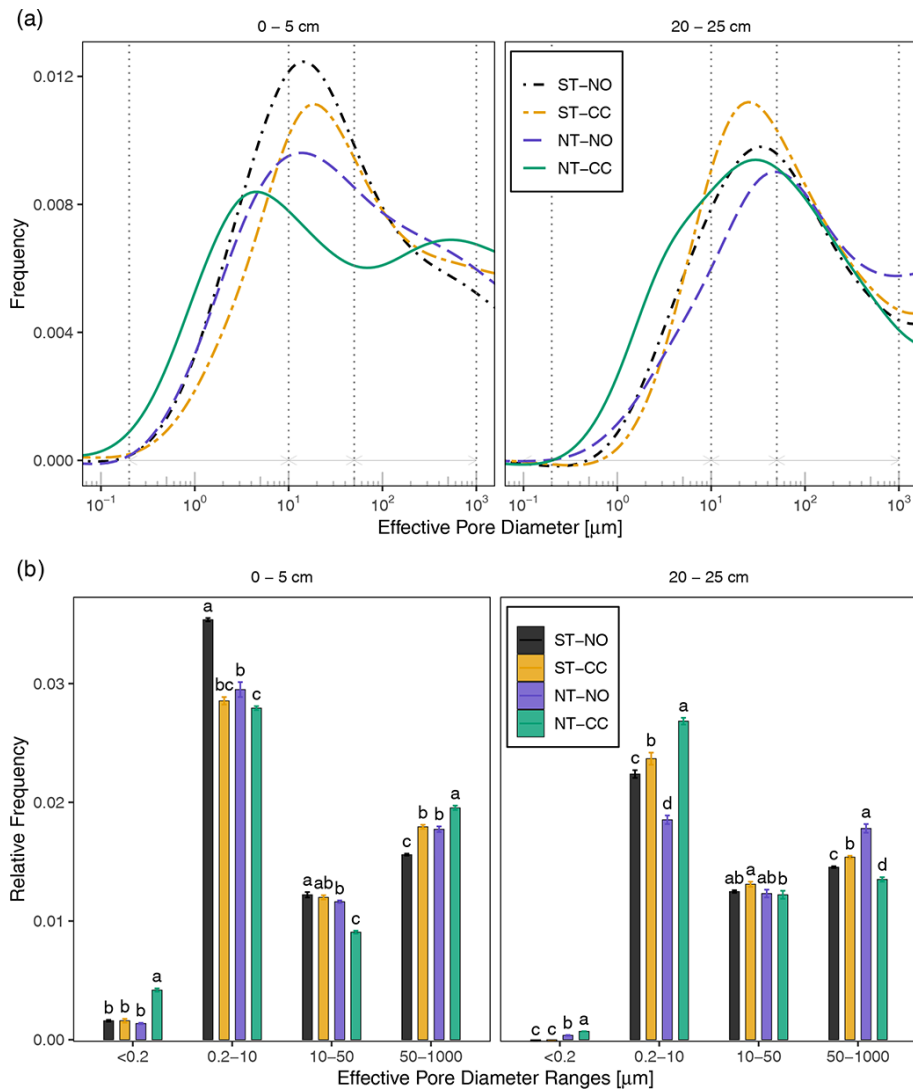 (a)
0 – 5 cm
20 – 25 cm
Frequency
0.012
0.008
0.004
0.000
ST–NO
ST–CC
NT–NO
NT–CC
10⁻¹ 10⁰ 10¹ 10² 10³
10⁻¹ 10⁰ 10¹ 10² 10³
Effective Pore Diameter [μm]
(b)
0 – 5 cm
20 – 25 cm
Relative Frequency
0.03
0.02
0.01
0.00
ST–NO
ST–CC
NT–NO
NT–CC
b b b a
a bc b c
a ab b c
c b b a
c c b a
c b d a
ab a ab b
c b a d
<0.2 0.2–10 10–50 50–1000
<0.2 0.2–10 10–50 50–1000
Effective Pore Diameter Ranges [μm]